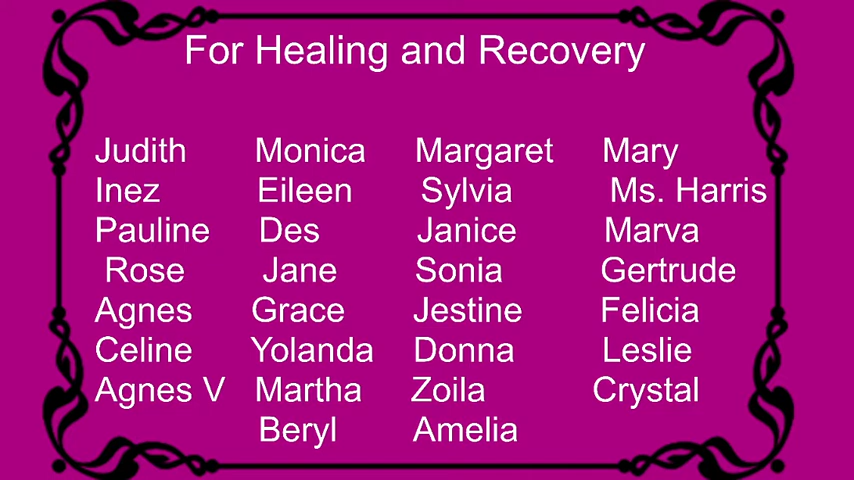 For Healing and Recovery
Judith Monica Margaret Mary
Inez Eileen Sylvia Ms. Harris
Pauline Des Janice Marva
Rose Jane Sonia Gertrude
Agnes Grace Jestine Felicia
Celine Yolanda Donna Leslie
Agnes V Martha Zoila Crystal
Beryl Amelia